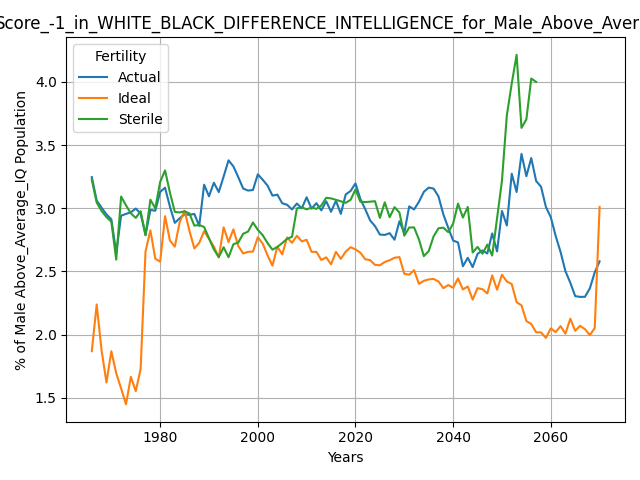 Score_-1_in_WHITE_BLACK_DIFFERENCE_INTELLIGENCE_for_Male_Above_Aver
Fertility
Actual
Ideal
Sterile
% of Male Above_Average_IQ Population
4.0
3.5
3.0
2.5
2.0
1.5
1980
2000
2020
2040
2060
Years